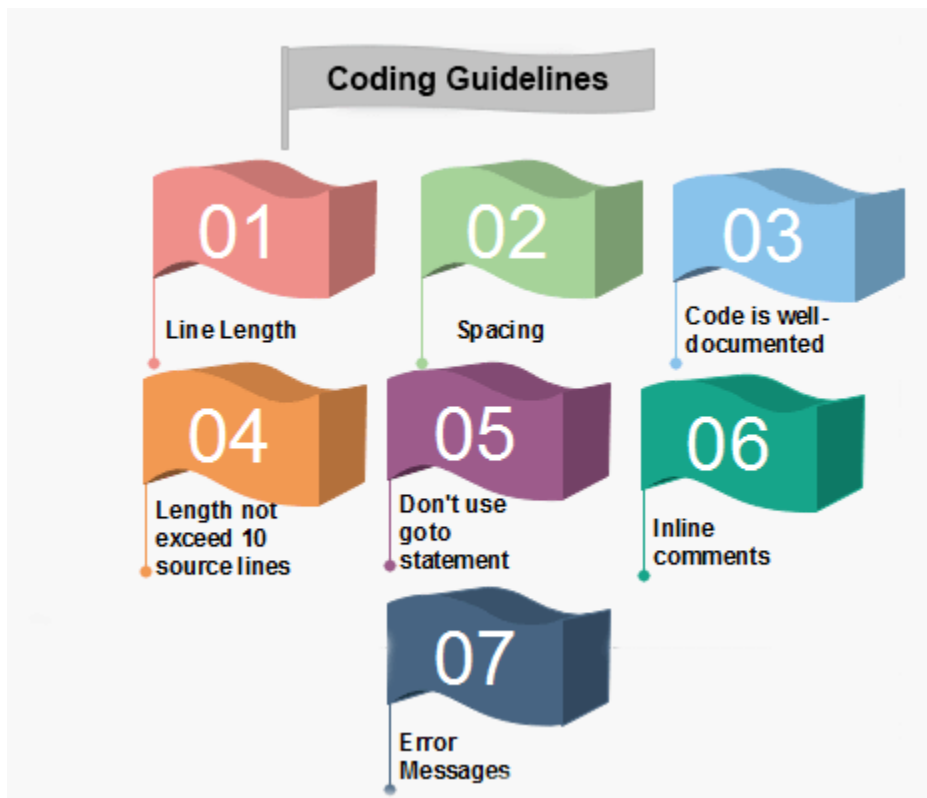 Coding Guidelines
01
Line Length
02
Spacing
03
Code is well-
documented
04
Length not
exceed 10
source lines
05
Don't use
goto
statement
06
Inline
comments
07
Error
Messages